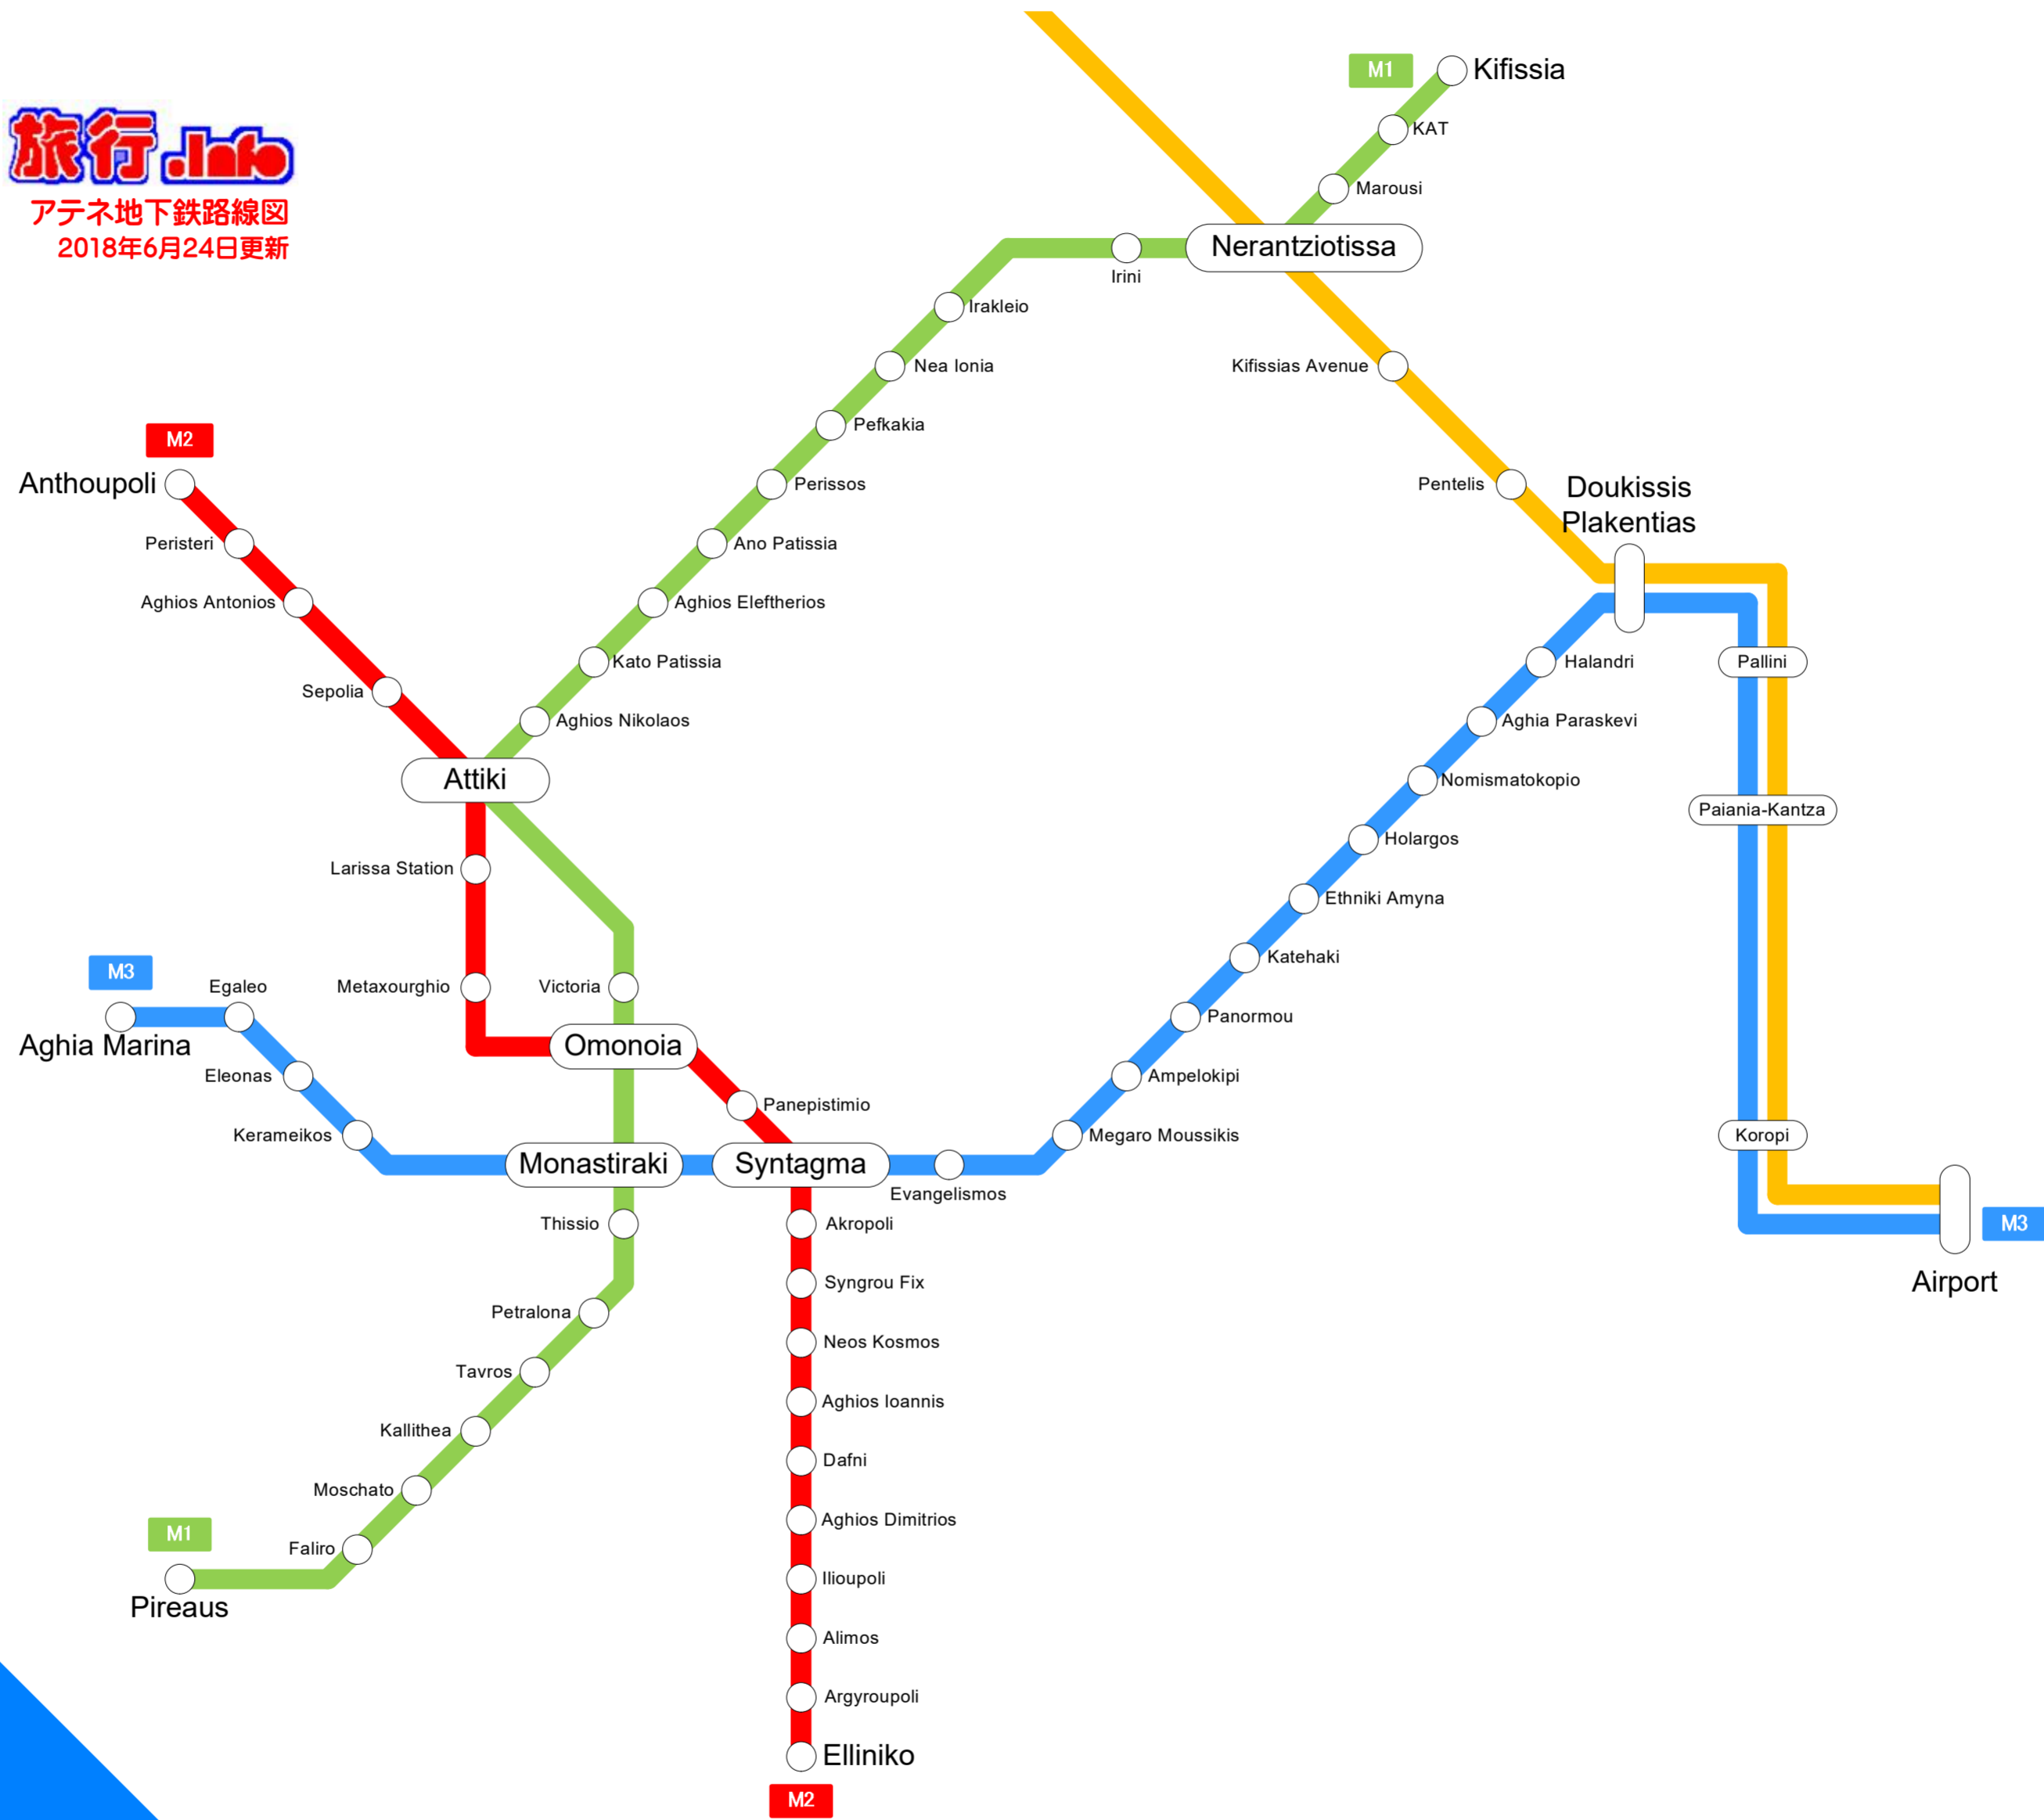 旅行.Info
アテネ地下鉄路線図
2018年6月24日更新
M1
Kifissia
KAT
Marousi
Nerantziotissa
Irini
Irakleio
Nea Ionia
Kifissias Avenue
Pefkakia
M2
Anthoupoli
Perissos
Pentelis
Doukissis
Plakentias
Peristeri
Ano Patissia
Aghios Antonios
Aghios Eleftherios
Kato Patissia
Halandri
Pallini
Sepolia
Aghios Nikolaos
Aghia Paraskevi
Attiki
Nomismatokopio
Paiania-Kantza
Holargos
Larissa Station
Ethniki Amyna
Katehaki
M3
Egaleo
Metaxourghio
Victoria
Panormou
Aghia Marina
Omonoia
Eleonas
Ampelokipi
Panepistimio
Kerameikos
Megaro Moussikis
Koropi
Monastiraki
Syntagma
Evangelismos
Thissio
Akropoli
M3
Airport
Syngrou Fix
Petralona
Neos Kosmos
Tavros
Aghios Ioannis
Kallithea
Dafni
Moschato
Aghios Dimitrios
M1
Faliro
Ilioupoli
Pireaus
Alimos
Argyroupoli
Elliniko
M2